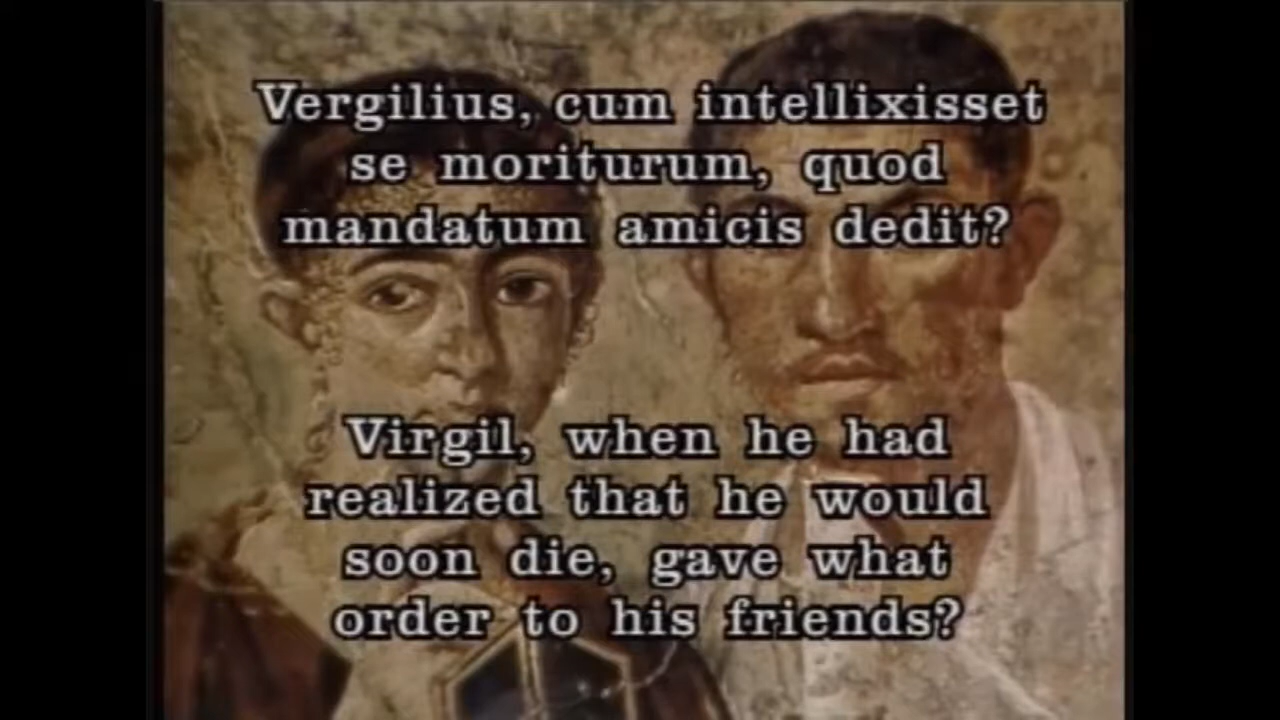 Vergilius, cum intellixisset
se moriturum, quod
mandatum amicis dedit?
Virgil, when he had
realized that he would
soon die, gave what
order to his friends?